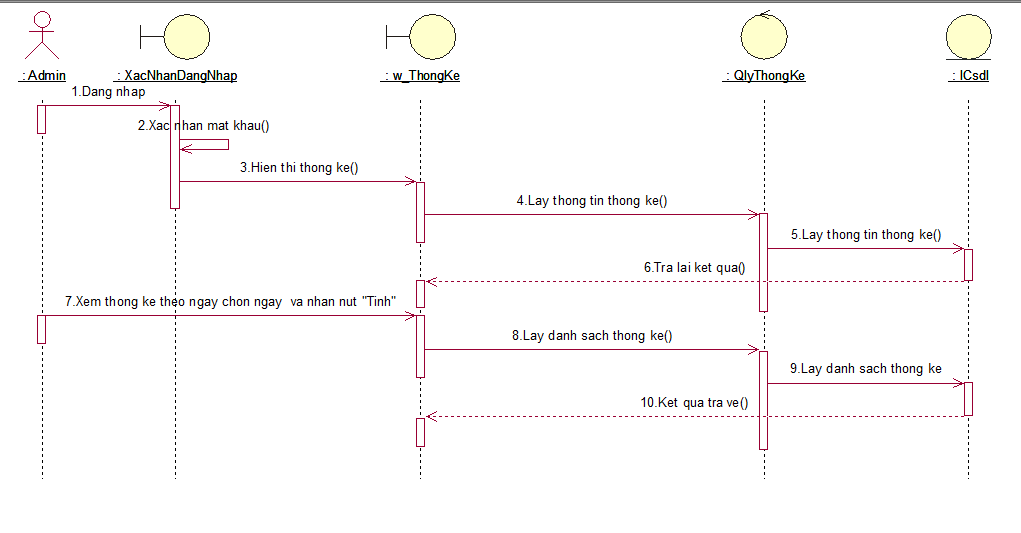 : Admin
: XacNhanDangNhap
: w_ThongKe
: QlyThongKe
: ICsdl
1.Dang nhap
2.Xac nhan mat khau()
3.Hien thi thong ke()
4.Lay thong tin thong ke()
5.Lay thong tin thong ke()
6.Tra lai ket qua()
7.Xem thong ke theo ngay chon ngay  va nhan nut "Tinh"
8.Lay danh sach thong ke()
9.Lay danh sach thong ke
10.Ket qua tra ve()